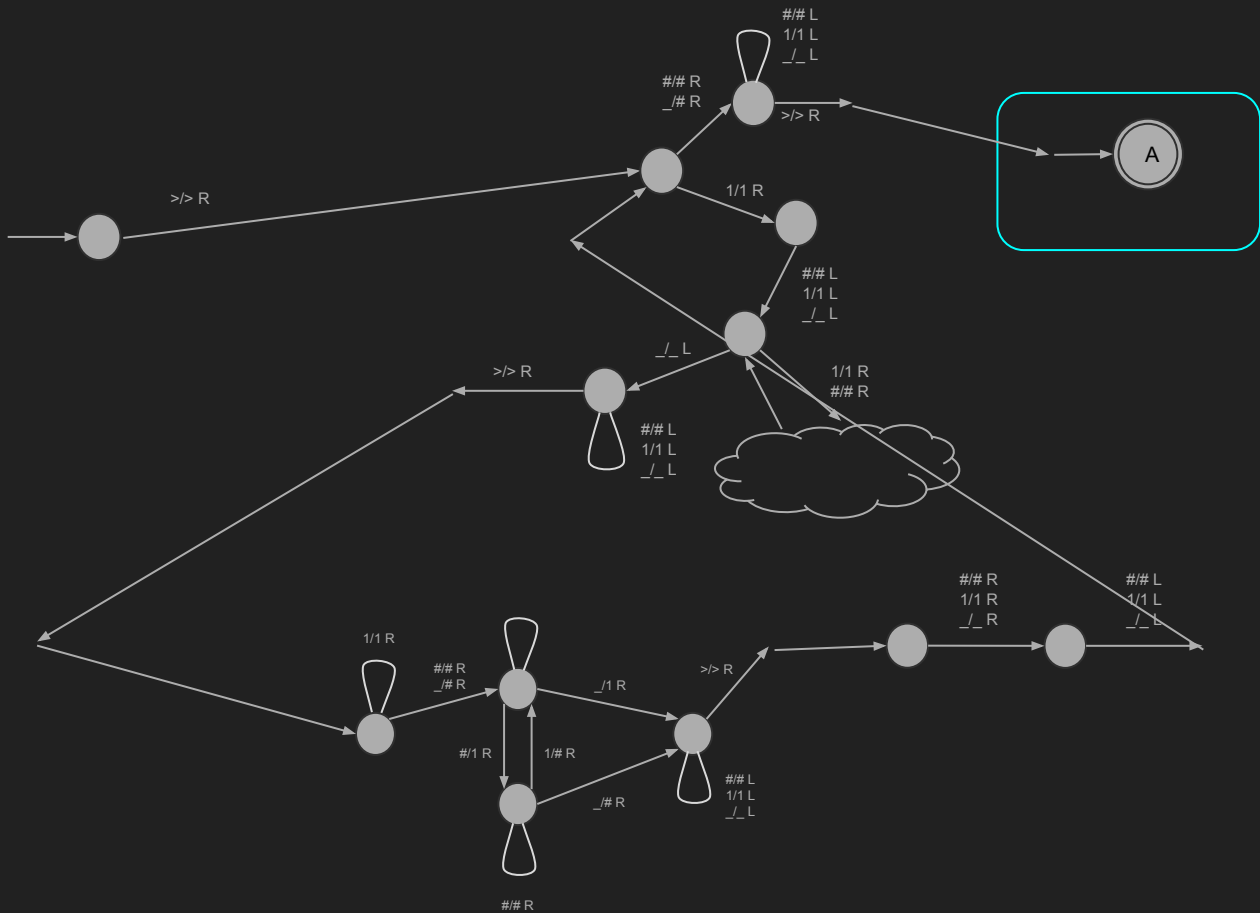 #/# L
1/1 L
_/_ L
#/# R
_/# R
>/> R
A
1/1 R
>/> R
#/# L
1/1 L
_/_ L
_/_ L
>/> R
1/1 R
#/# R
#/# L
1/1 L
_/_ L
#/# R
1/1 R
_/_ R
#/# L
1/1 L
_/_ L
1/1 R
#/# R
_/# R
>/> R
_/1 R
#/1 R
1/# R
#/# L
1/1 L
_/_ L
_/# R
#/# R